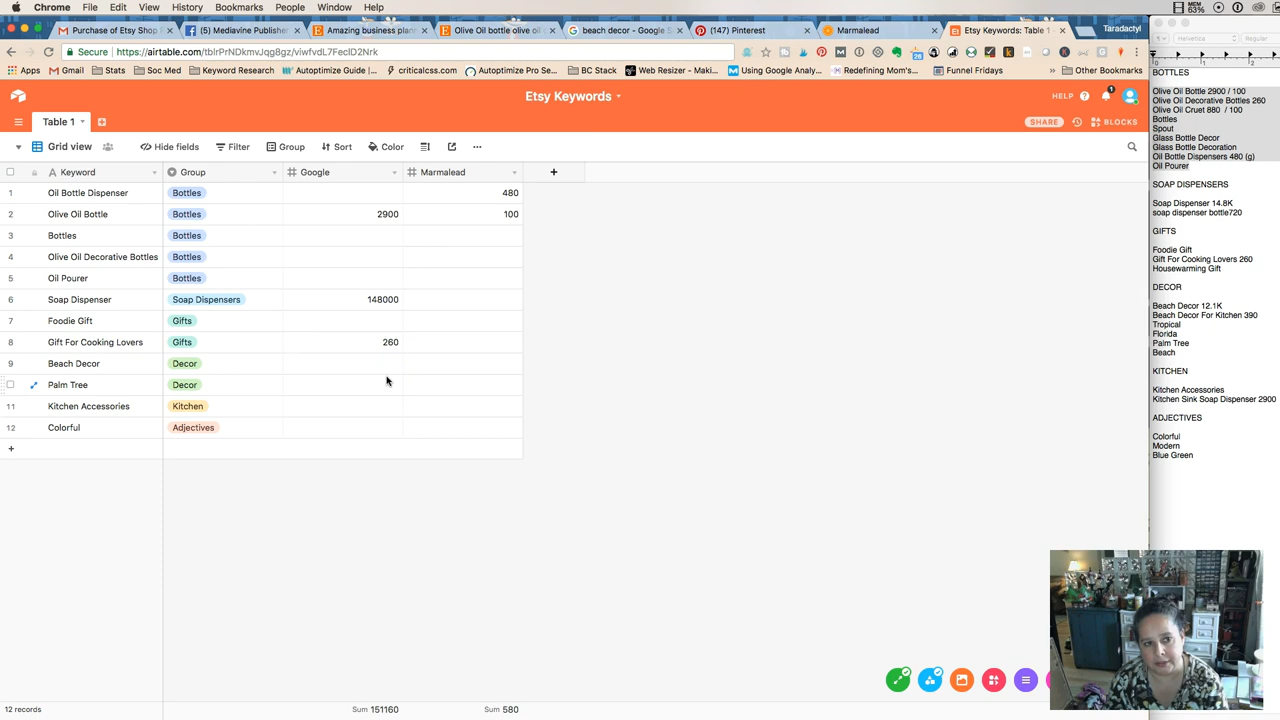 Chrome File Edit View History Bookmarks People Window Help MEM 63%
Purchase of Etsy Shop (5) Mediavine Publisher Amazing business plan Olive Oil bottle olive oil beach decor - Google S (147) Pinterest Marmalead Etsy Keywords: Table 1 Taradactyl
Secure https://airtable.com/tblrPrNDkmvJqg8gz/viwfvdL7FecID2Nrk
Apps Gmail Stats Soc Med Keyword Research Autoptimize Guide |... criticalcss.com Autoptimize Pro Se... BC Stack Web Resizer - Maki... Using Google Analy... Redefining Mom's... Funnel Fridays » Other Bookmarks
Helvetica Regular
Etsy Keywords
HELP
1
Table 1
SHARE BLOCKS
Grid view Hide fields Filter Group Sort Color
Keyword Group Google Marmalead
1 Oil Bottle Dispenser Bottles 480
2 Olive Oil Bottle Bottles 2900 100
3 Bottles Bottles
4 Olive Oil Decorative Bottles Bottles
5 Oil Pourer Bottles
6 Soap Dispenser Soap Dispensers 148000
7 Foodie Gift Gifts
8 Gift For Cooking Lovers Gifts 260
9 Beach Decor Decor
Palm Tree Decor
11 Kitchen Accessories Kitchen
12 Colorful Adjectives
12 records Sum 151160 Sum 580
BOTTLES
Olive Oil Bottle 2900 / 100
Olive Oil Decorative Bottles 260
Olive Oil Cruet 880 / 100
Bottles
Spout
Glass Bottle Decor
Glass Bottle Decoration
Oil Bottle Dispensers 480 (g)
Oil Pourer
SOAP DISPENSERS
Soap Dispenser 14.8K
soap dispenser bottle720
GIFTS
Foodie Gift
Gift For Cooking Lovers 260
Housewarming Gift
DECOR
Beach Decor 12.1K
Beach Decor For Kitchen 390
Tropical
Florida
Palm Tree
Beach
KITCHEN
Kitchen Accessories
Kitchen Sink Soap Dispenser 2900
ADJECTIVES
Colorful
Modern
Blue Green